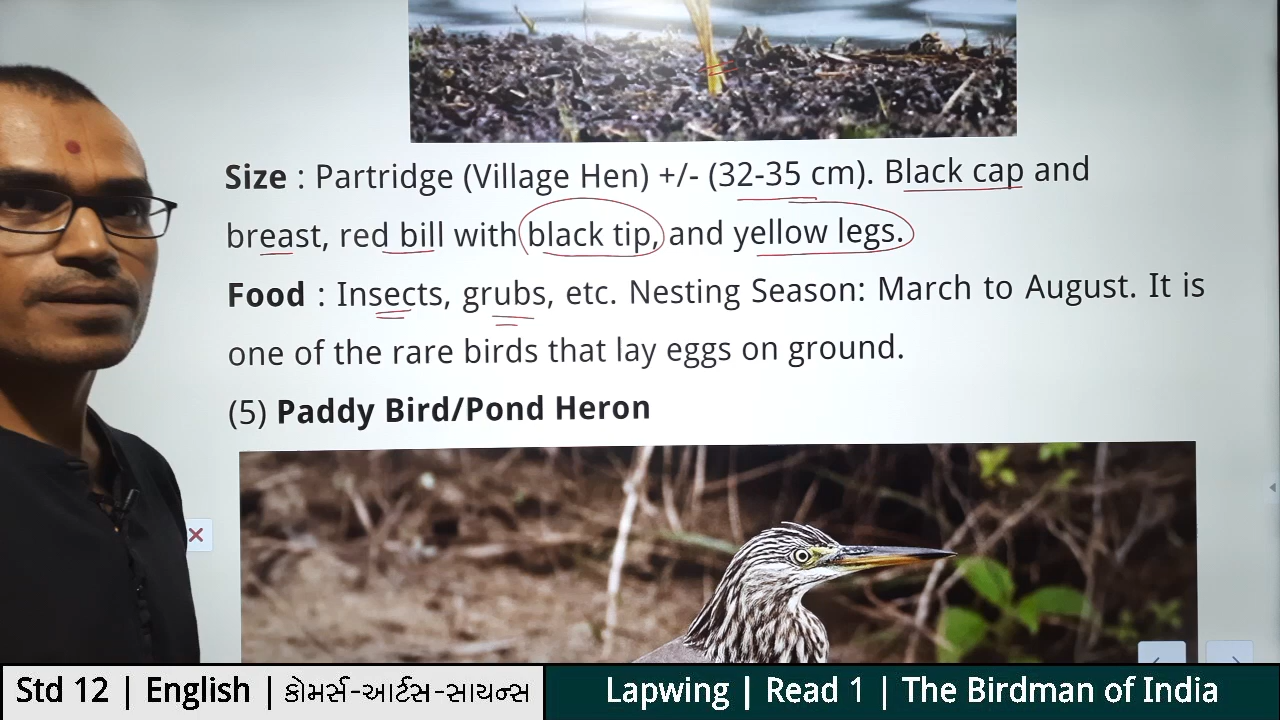 Size : Partridge (Village Hen) +/- (32-35 cm). Black cap and
breast, red bill with black tip, and yellow legs.
Food : Insects, grubs, etc. Nesting Season: March to August. It is
one of the rare birds that lay eggs on ground.
(5) Paddy Bird/Pond Heron
Std 12 | English | કોમર્સ-આર્ટસ-સાયન્સ
Lapwing | Read 1 | The Birdman of India